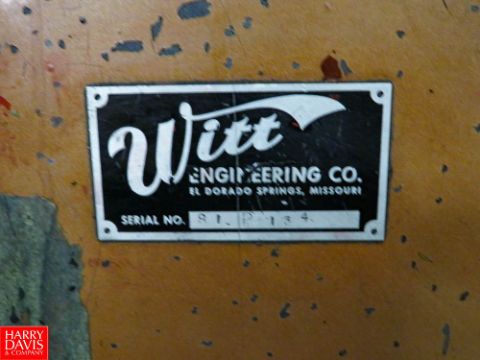 Witt
ENGINEERING CO.
EL DORADO SPRINGS, MISSOURI
SERIAL NO.
HARRY
DAVIS
& COMPANY